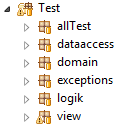 Test
allTest
dataaccess
domain
exceptions
logik
view